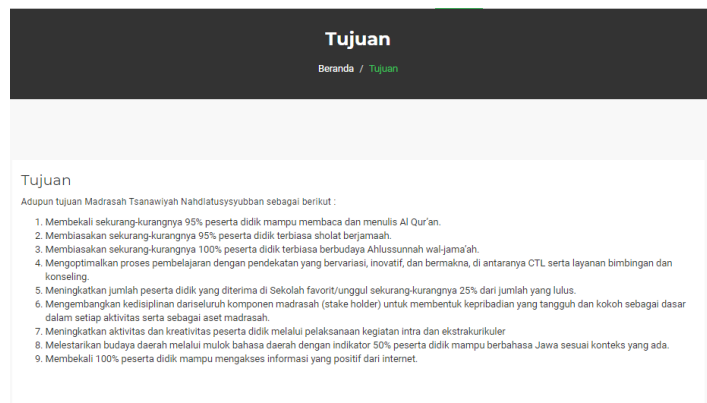 Tujuan
Beranda / Tujuan
Tujuan
Adupun tujuan Madrasah Tsanawiyah Nahdlatusysyubban sebagai berikut :
1. Membekali sekurang-kurangnya 95% peserta didik mampu membaca dan menulis Al Qur'an.
2. Membiasakan sekurang-kurangnya 95% peserta didik terbiasa sholat berjamaah.
3. Membiasakan sekurang-kurangnya 100% peserta didik terbiasa berbudaya Ahlussunnah wal-jama'ah.
4. Mengoptimalkan proses pembelajaran dengan pendekatan yang bervariasi, inovatif, dan bermakna, di antaranya CTL serta layanan bimbingan dan
konseling.
5. Meningkatkan jumlah peserta didik yang diterima di Sekolah favorit/unggul sekurang-kurangnya 25% dari jumlah yang lulus.
6. Mengembangkan kedisiplinan dariseluruh komponen madrasah (stake holder) untuk membentuk kepribadian yang tangguh dan kokoh sebagai dasar
dalam setiap aktivitas serta sebagai aset madrasah.
7. Meningkatkan aktivitas dan kreativitas peserta didik melalui pelaksanaan kegiatan intra dan ekstrakurikuler
8. Melestarikan budaya daerah melalui mulok bahasa daerah dengan indikator 50% peserta didik mampu berbahasa Jawa sesuai konteks yang ada.
9. Membekali 100% peserta didik mampu mengakses informasi yang positif dari internet.